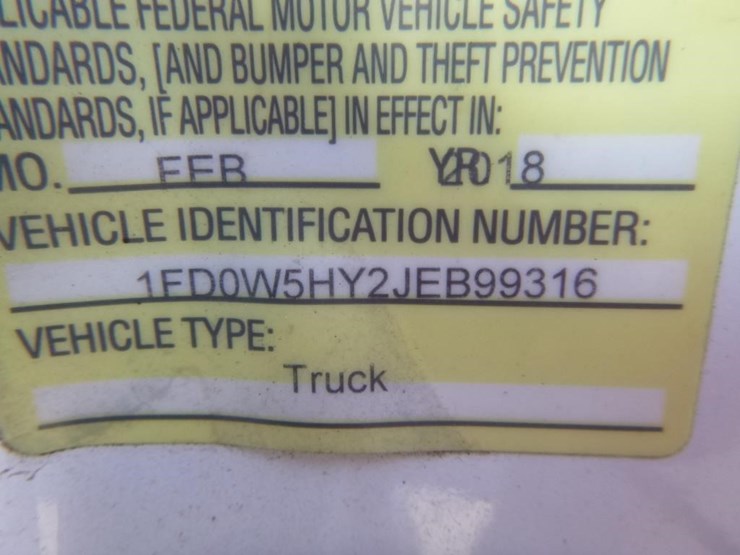 LICABLE FEDERAL MOTOR VEHICLE SAFETY
NDARDS, [AND BUMPER AND THEFT PREVENTION
ANDARDS, IF APPLICABLE] IN EFFECT IN:
MO. FEB YR 2018
VEHICLE IDENTIFICATION NUMBER:
1FD0W5HY2JEB99316
VEHICLE TYPE:
Truck